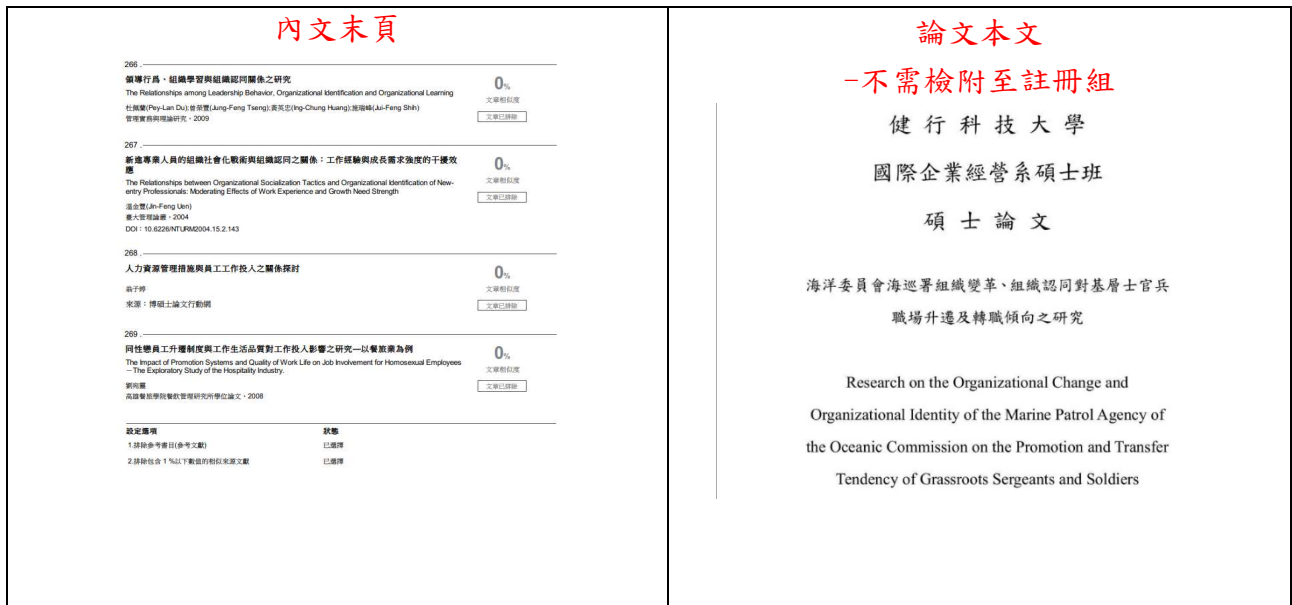 內文末頁
266 .
領導行為、組織學習與組織認同關係之研究
The Relationships among Leadership Behavior, Organizational Identification and Organizational Learning
杜佩蘭(Pey-Lan Du);曾榮豐(Jung-Feng Tseng);黃英忠(Ing-Chung Huang);施瑞峰(Jui-Feng Shih)
管理實務與理論研究,2009
0%
文章相似度
文章已排除
267 .
新進專業人員的組織社會化戰術與組織認同之關係:工作經驗與成長需求強度的干擾效
應
The Relationships between Organizational Socialization Tactics and Organizational Identification of New-
entry Professionals: Moderating Effects of Work Experience and Growth Need Strength
溫金豐(Jin-Feng Uen)
臺大管理論叢,2004
DOI:10.6226/NTURM2004.15.2.143
0%
文章相似度
文章已排除
268 .
人力資源管理措施與員工工作投入之關係探討
翁子婷
來源:博碩士論文行動網
0%
文章相似度
文章已排除
269 .
同性戀員工升遷制度與工作生活品質對工作投入影響之研究—以餐旅業為例
The Impact of Promotion Systems and Quality of Work Life on Job Involvement for Homosexual Employees
-The Exploratory Study of the Hospitality Industry.
高雄餐旅學院餐飲管理研究所學位論文,2008
0%
文章相似度
文章已排除
設定選項 狀態
1.排除參考書目(參考文獻) 已選擇
2.排除包含 1 %以下數值的相似來源文獻 已選擇
論文本文
-不需檢附至註冊組
健行科技大學
國際企業經營系碩士班
碩士論文
海洋委員會海巡署組織變革、組織認同對基層士官兵
職場升遷及轉職傾向之研究
Research on the Organizational Change and
Organizational Identity of the Marine Patrol Agency of
the Oceanic Commission on the Promotion and Transfer
Tendency of Grassroots Sergeants and Soldiers